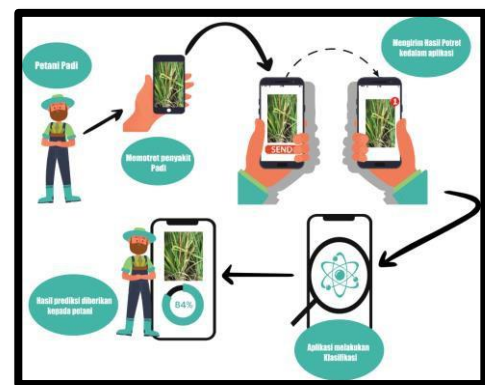 Petani Padi
Memotret penyakit
Padi
Mengirim Hasil Potret
kedalam aplikasi
SEND
1
Aplikasi melakukan
Klasifikasi
84%
Hasil prediksi diberikan
kepada petani